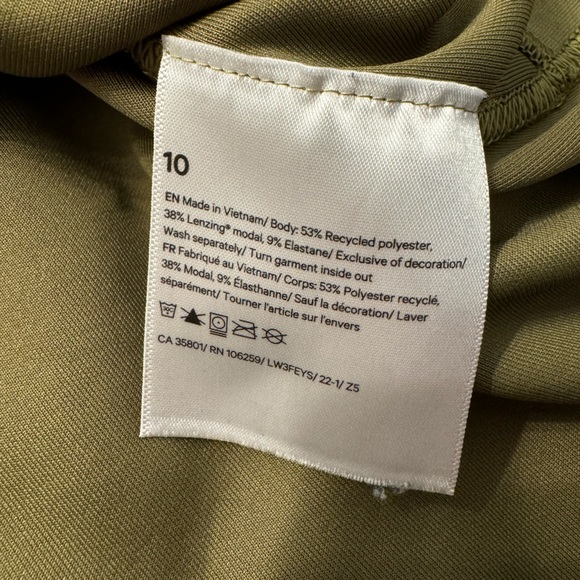 10
EN Made in Vietnam/ Body: 53% Recycled polyester,
38% Lenzing® modal, 9% Elastane/ Exclusive of decoration/
Wash separately/ Turn garment inside out
FR Fabriqué au Vietnam/ Corps: 53% Polyester recyclé,
38% Modal, 9% Élasthanne/ Sauf la décoration/ Laver
séparément/ Tourner l'article sur l'envers
CA 35801/ RN 106259/ LW3FEYS/ 22-1/ Z5